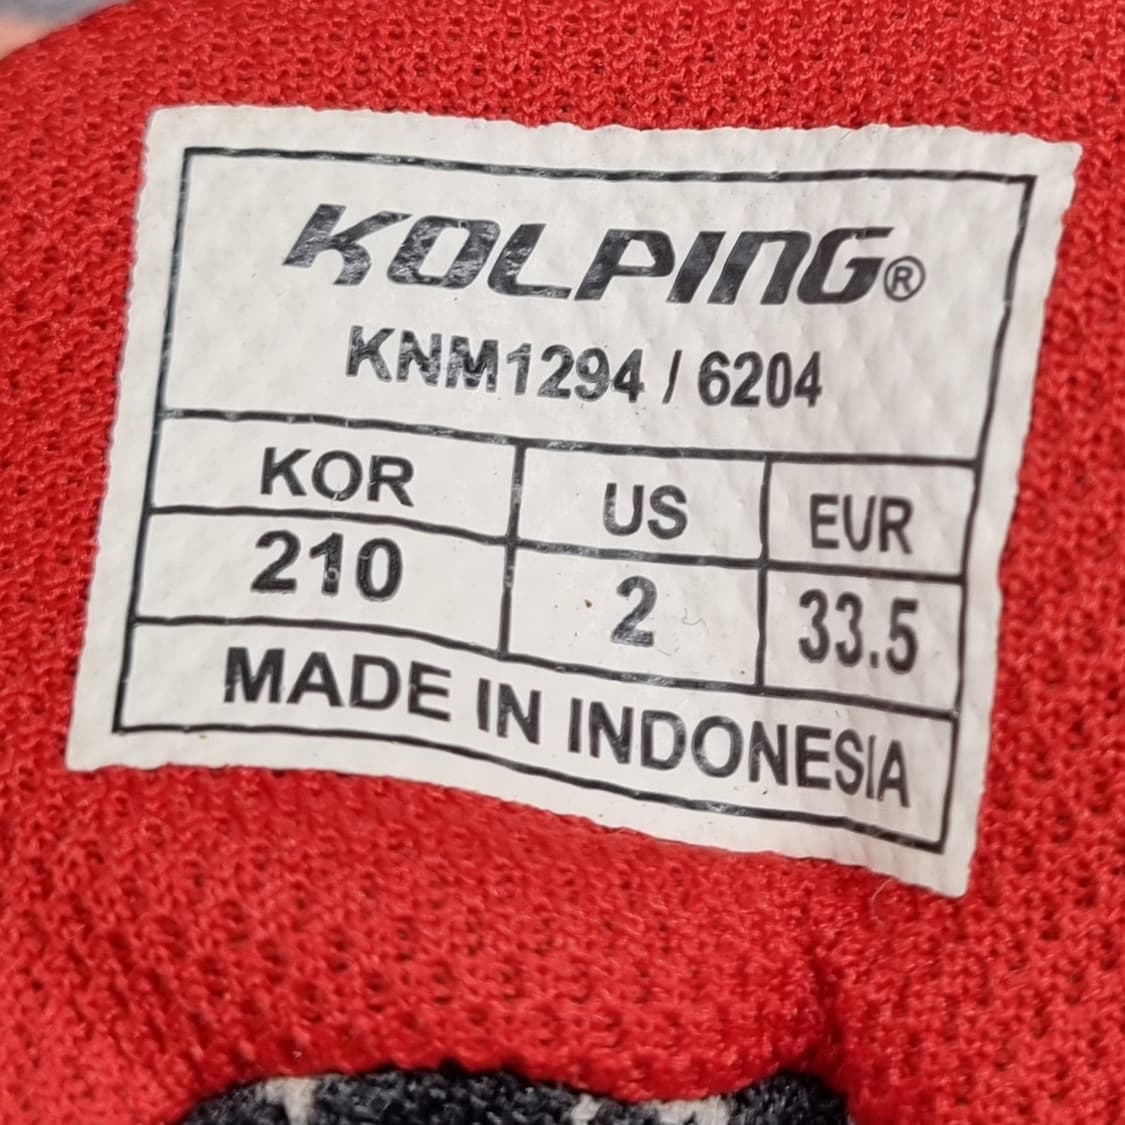 KOLPING®
KNM1294 / 6204
KOR US EUR
210 2 33.5
MADE IN INDONESIA